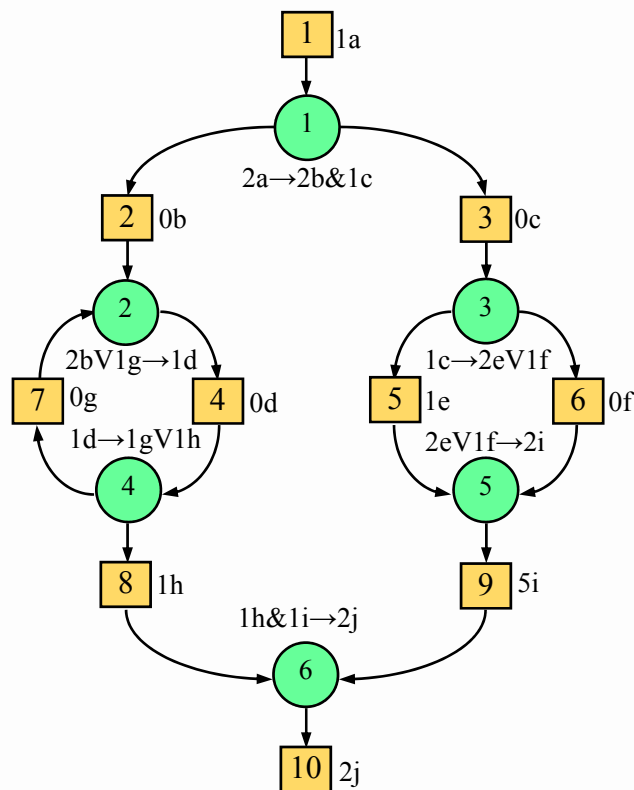 1 1a
1
2a→2b&1c
2 0b
3 0c
2
3
2bV1g→1d
1c→2eV1f
7 0g
4 0d
5 1e
6 0f
1d→1gV1h
2eV1f→2i
4
5
8 1h
9 5i
1h&1i→2j
6
10 2j